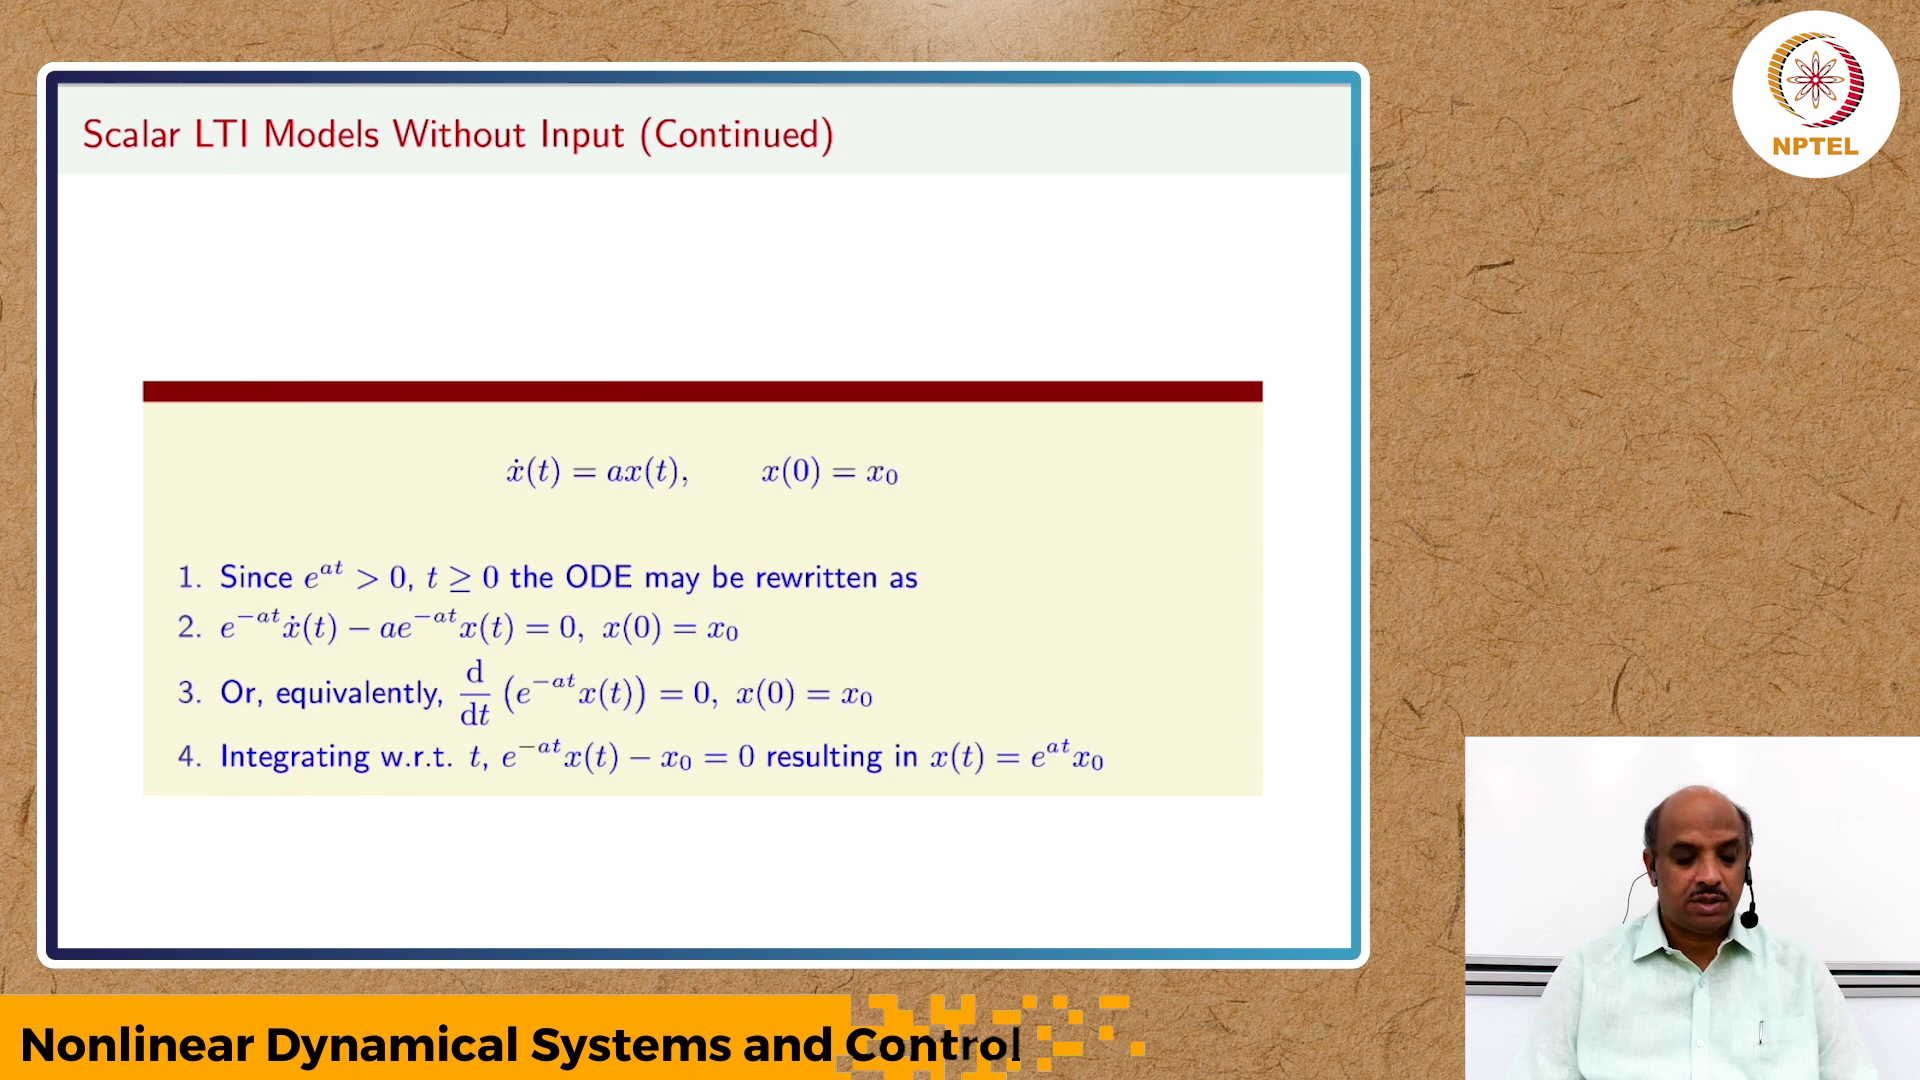 Scalar LTI Models Without Input (Continued)
NPTEL
ẋ(t) = ax(t), x(0) = x₀
1. Since e^{at} > 0, t ≥ 0 the ODE may be rewritten as
2. e^{−at}ẋ(t) − ae^{−at}x(t) = 0, x(0) = x₀
3. Or, equivalently, d/dt (e^{−at}x(t)) = 0, x(0) = x₀
4. Integrating w.r.t. t, e^{−at}x(t) − x₀ = 0 resulting in x(t) = e^{at}x₀
Nonlinear Dynamical Systems and Control